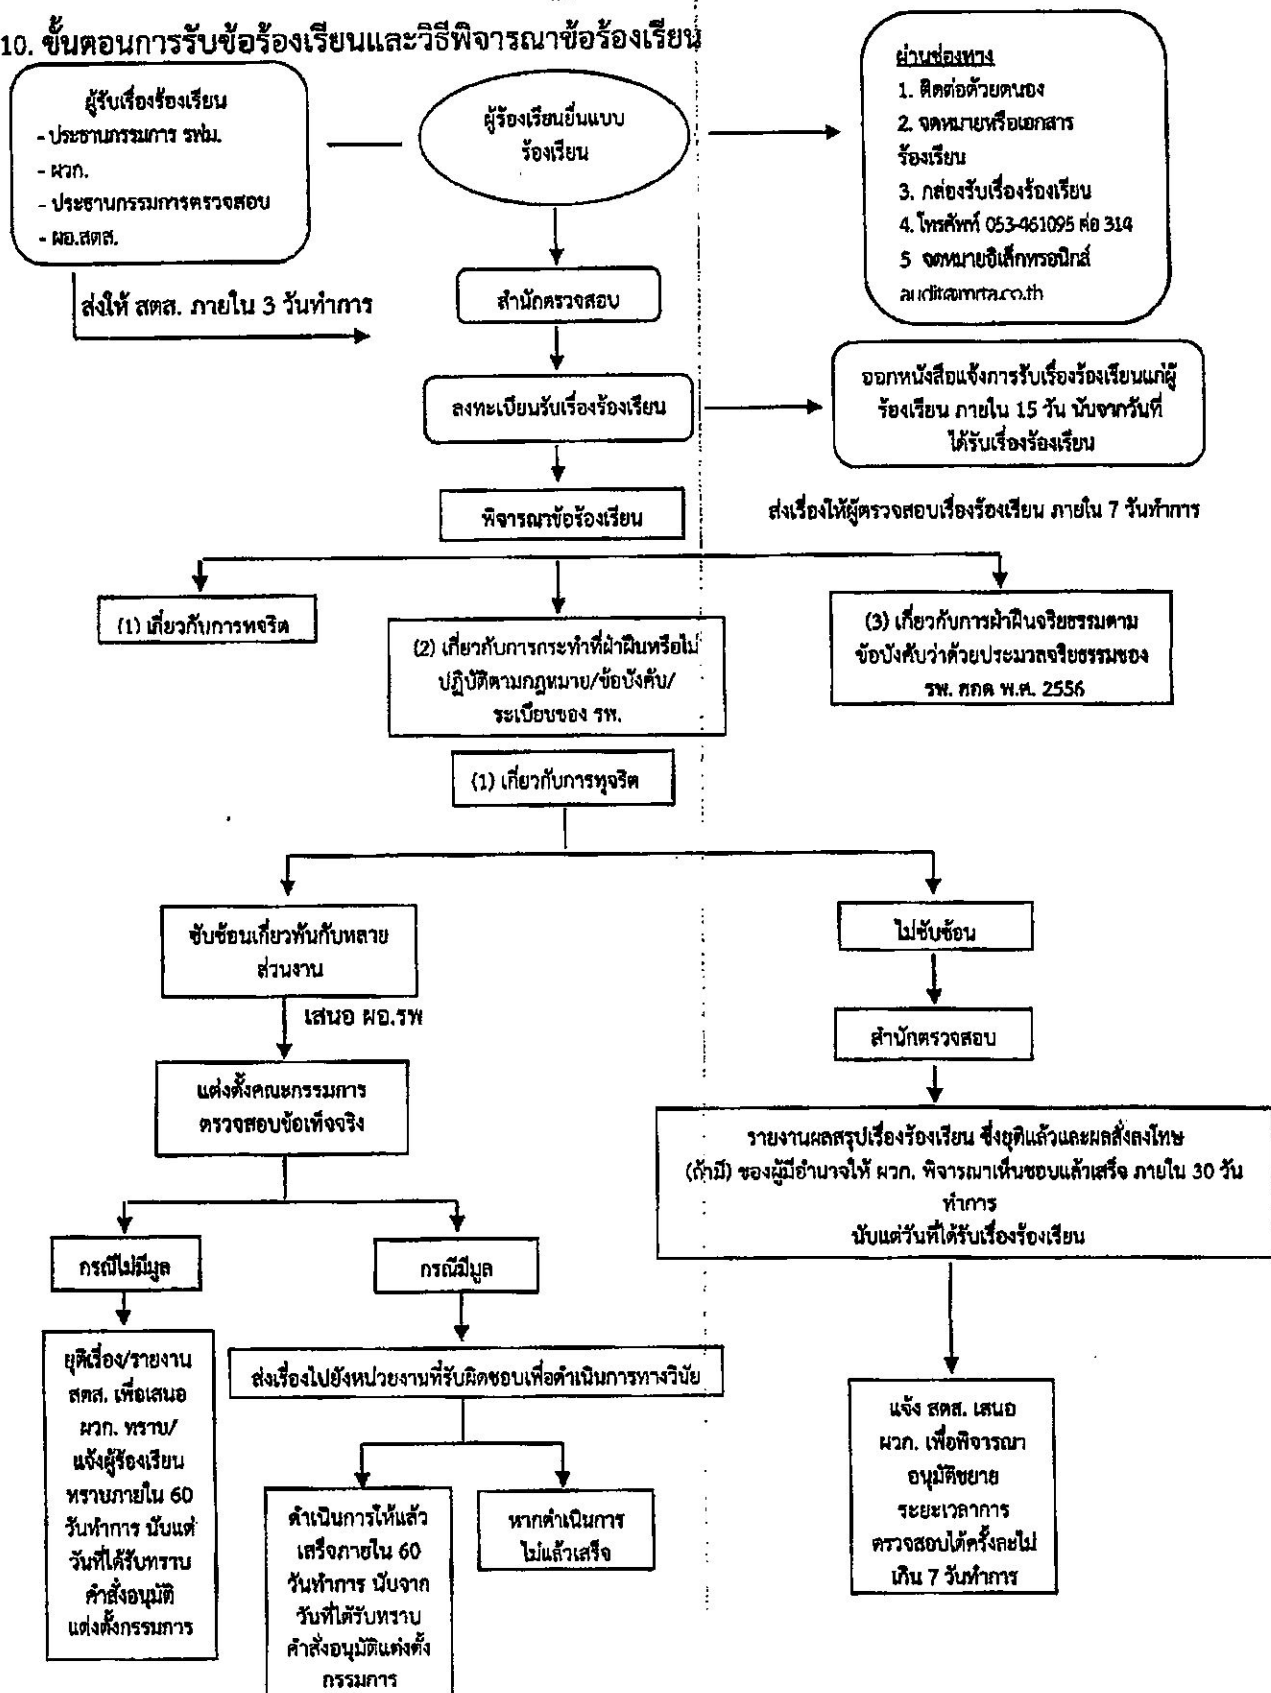 10. ขั้นตอนการรับข้อร้องเรียนและวิธีพิจารณาข้อร้องเรียน
ผู้รับเรื่องร้องเรียน
- ประธานกรรมการ รฟม.
- ผวก.
- ประธานกรรมการตรวจสอบ
- ผอ.สตส.
ผู้ร้องเรียนยื่นแบบ
ร้องเรียน
ผ่านช่องทาง
1. ติดต่อด้วยตนอง
2. จดหมายหรือเอกสาร
ร้องเรียน
3. กล่องรับเรื่องร้องเรียน
4. โทรศัพท์ 053-461095 ต่อ 314
5 จดหมายอิเล็กทรอนิกส์
audit@mrta.co.th
ส่งให้ สตส. ภายใน 3 วันทำการ
สำนักตรวจสอบ
ลงทะเบียนรับเรื่องร้องเรียน
ออกหนังสือแจ้งการรับเรื่องร้องเรียนแก่ผู้
ร้องเรียน ภายใน 15 วัน นับจากวันที่
ได้รับเรื่องร้องเรียน
พิจารณาข้อร้องเรียน
ส่งเรื่องให้ผู้ตรวจสอบเรื่องร้องเรียน ภายใน 7 วันทำการ
(1) เกี่ยวกับการทุจริต
(2) เกี่ยวกับการกระทำที่ฝ่าฝืนหรือไม่
ปฏิบัติตามกฎหมาย/ข้อบังคับ/
ระเบียบของ รพ.
(3) เกี่ยวกับการฝ่าฝืนจริยธรรมตาม
ข้อบังคับว่าด้วยประมวลจริยธรรมของ
รพ. พ.ศ. 2556
(1) เกี่ยวกับการทุจริต
ซับซ้อนเกี่ยวพันกับหลาย
ส่วนงาน
ไม่ซับซ้อน
เสนอ ผอ.รพ
สำนักตรวจสอบ
แต่งตั้งคณะกรรมการ
ตรวจสอบข้อเท็จจริง
รายงานผลสรุปเรื่องร้องเรียน ซึ่งยุติแล้วและผลสั่งลงโทษ
(ถ้ามี) ของผู้มีอำนาจให้ ผวก. พิจารณาเห็นชอบแล้วเสร็จ ภายใน 30 วัน
ทำการ
นับแต่วันที่ได้รับเรื่องร้องเรียน
กรณีไม่มีมูล
กรณีมีมูล
ยุติเรื่อง/รายงาน
สตส. เพื่อเสนอ
ผวก. ทราบ/
แจ้งผู้ร้องเรียน
ทราบภายใน 60
วันทำการ นับแต่
วันที่ได้รับทราบ
คำสั่งอนุมัติ
แต่งตั้งกรรมการ
ส่งเรื่องไปยังหน่วยงานที่รับผิดชอบเพื่อดำเนินการทางวินัย
ดำเนินการให้แล้ว
เสร็จภายใน 60
วันทำการ นับจาก
วันที่ได้รับทราบ
คำสั่งอนุมัติแต่งตั้ง
กรรมการ
หากดำเนินการ
ไม่แล้วเสร็จ
แจ้ง สตส. เสนอ
ผวก. เพื่อพิจารณา
อนุมัติขยาย
ระยะเวลาการ
ตรวจสอบได้ครั้งละไม่
เกิน 7 วันทำการ